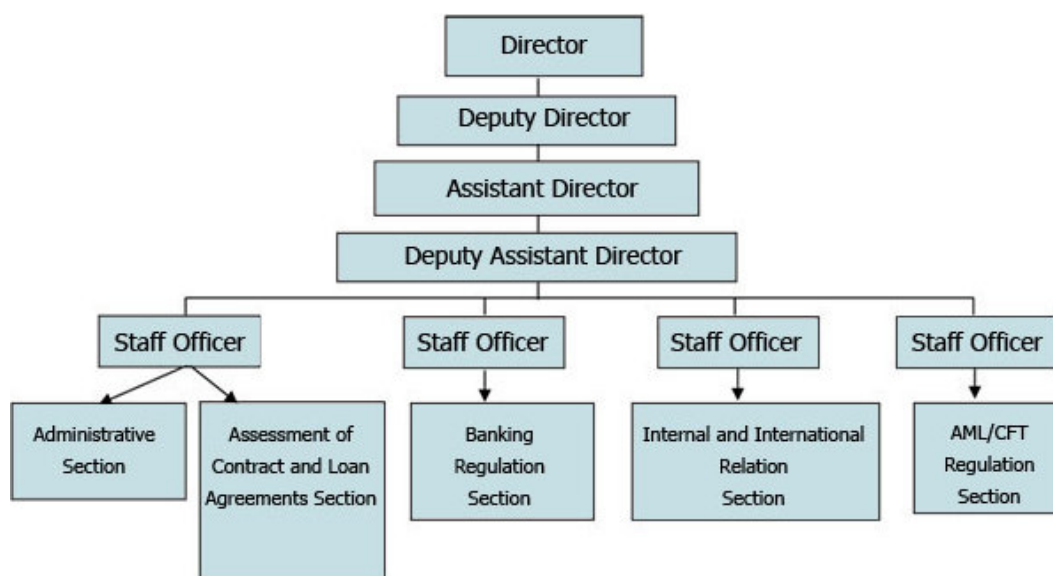 Director
Deputy Director
Assistant Director
Deputy Assistant Director
Staff Officer
Staff Officer
Staff Officer
Staff Officer
Administrative
Section
Assessment of
Contract and Loan
Agreements Section
Banking
Regulation
Section
Internal and International
Relation
Section
AML/CFT
Regulation
Section